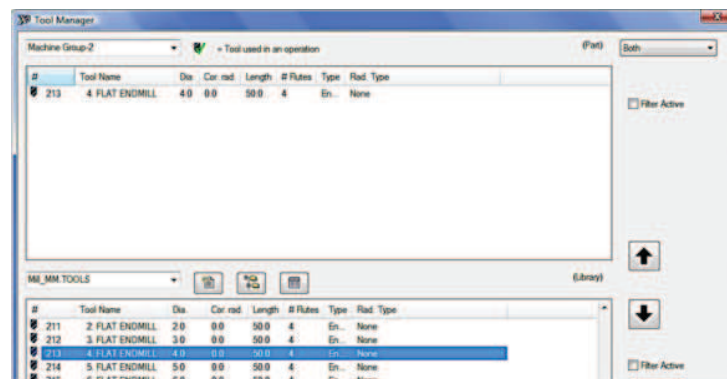 Tool Manager
Machine Group-2 = Tool used in an operation (Part) Both
# Tool Name Dia. Cor. rad. Length # Flutes Type Rad. Type
213 4. FLAT ENDMILL 4.0 0.0 50.0 4 En... None
Filter Active
Mill_MM.TOOLS (Library)
# Tool Name Dia. Cor. rad. Length # Flutes Type Rad. Type
211 2. FLAT ENDMILL 2.0 0.0 50.0 4 En... None
212 3. FLAT ENDMILL 3.0 0.0 50.0 4 En... None
213 4. FLAT ENDMILL 4.0 0.0 50.0 4 En... None
214 5. FLAT ENDMILL 5.0 0.0 50.0 4 En... None
Filter Active